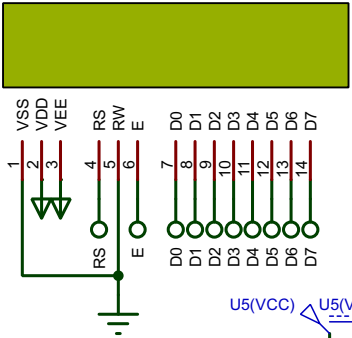 VSS VDD VEE RS RW E D0 D1 D2 D3 D4 D5 D6 D7
1 2 3 4 5 6 7 8 9 10 11 12 13 14
RS E D0 D1 D2 D3 D4 D5 D6 D7
U5(VCC) U5(V